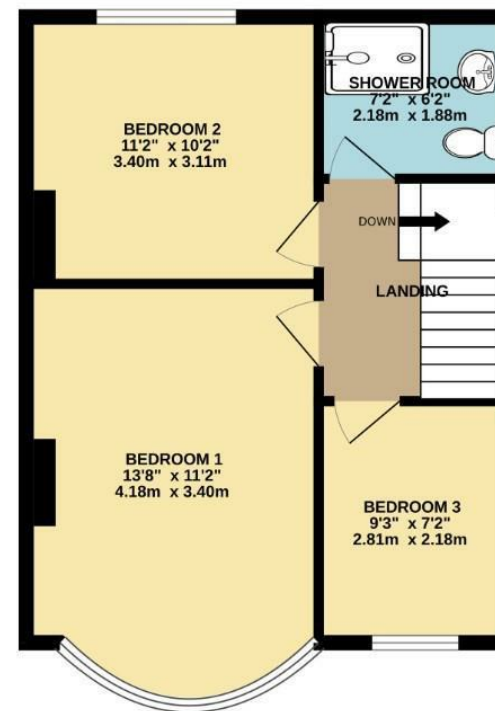 SHOWER ROOM
7'2" x 6'2"
2.18m x 1.88m
BEDROOM 2
11'2" x 10'2"
3.40m x 3.11m
DOWN
LANDING
BEDROOM 1
13'8" x 11'2"
4.18m x 3.40m
BEDROOM 3
9'3" x 7'2"
2.81m x 2.18m